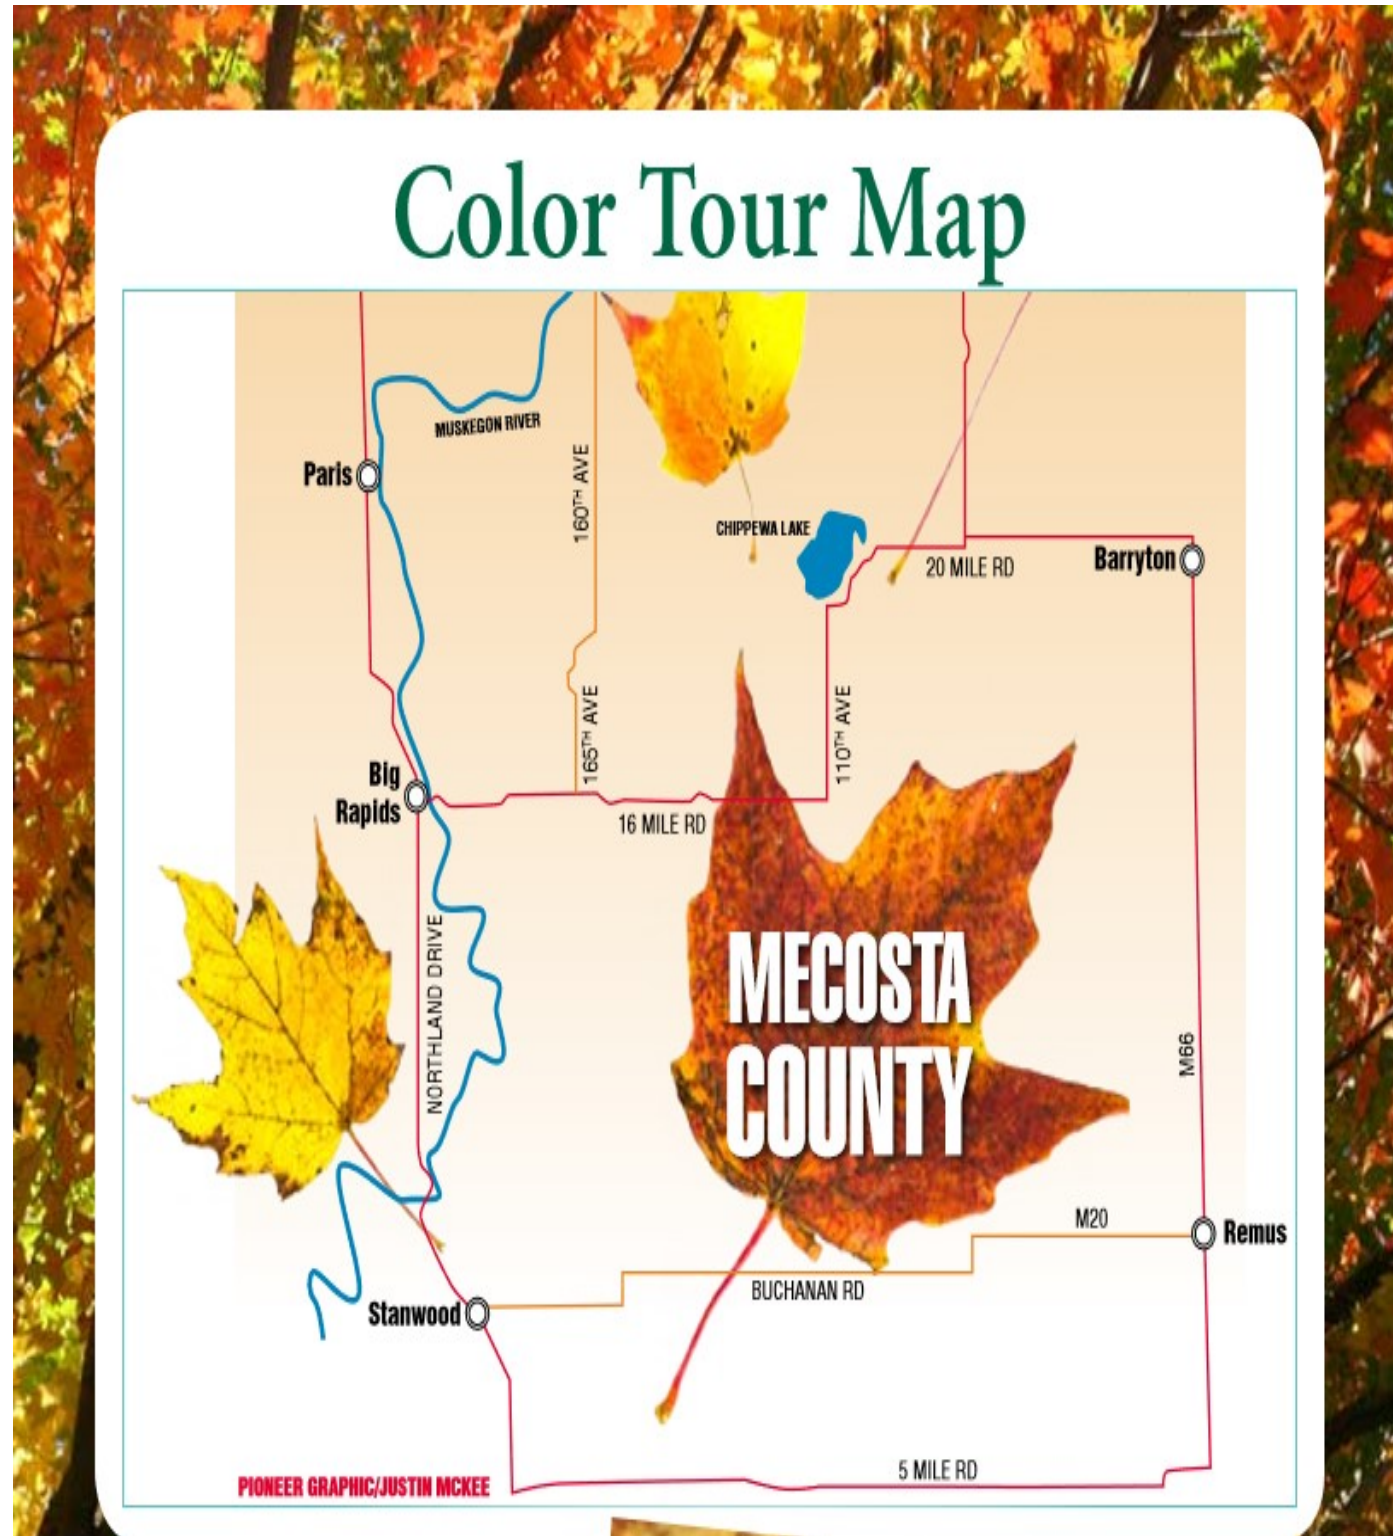 Color Tour Map
MUSKEGON RIVER
Paris
160TH AVE
CHIPPEWA LAKE
20 MILE RD
Barryton
165TH AVE
110TH AVE
Big
Rapids
16 MILE RD
NORTHLAND DRIVE
MECOSTA
COUNTY
M66
M20
Remus
BUCHANAN RD
Stanwood
5 MILE RD
PIONEER GRAPHIC/JUSTIN MCKEE